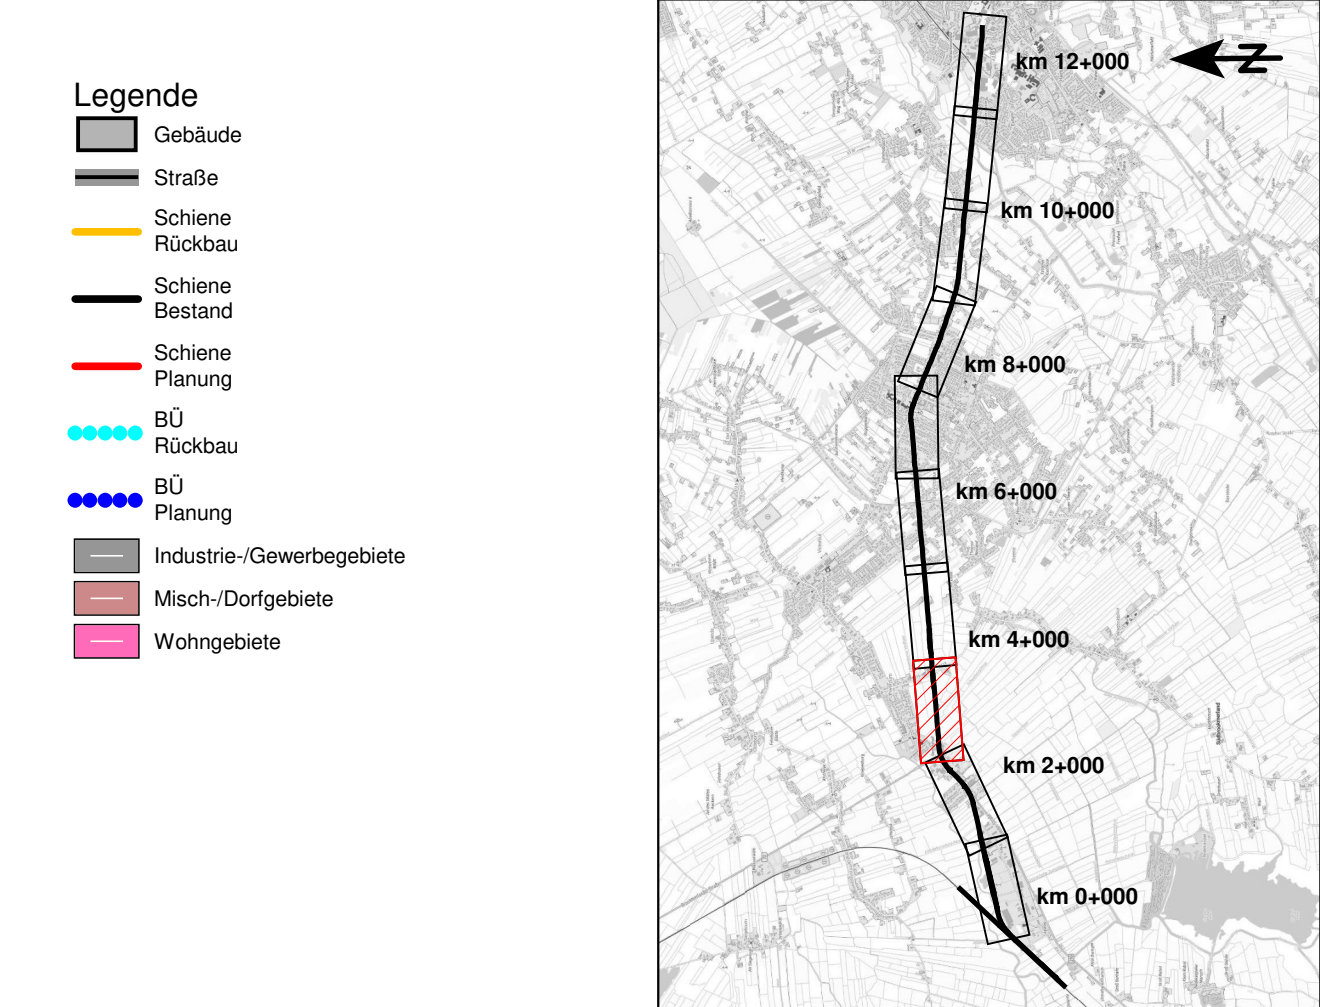 Legende
Gebäude
Straße
Schiene
Rückbau
Schiene
Bestand
Schiene
Planung
BÜ
Rückbau
BÜ
Planung
Industrie-/Gewerbegebiete
Misch-/Dorfgebiete
Wohngebiete
km 12+000
N
km 10+000
km 8+000
km 6+000
km 4+000
km 2+000
km 0+000